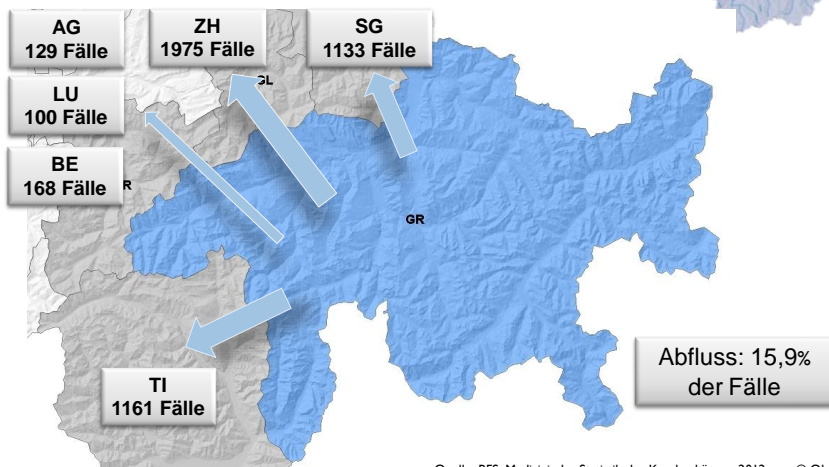 AG
129 Fälle
ZH
1975 Fälle
SG
1133 Fälle
GL
LU
100 Fälle
BE
168 Fälle
R
GR
TI
1161 Fälle
Abfluss: 15,9%
der Fälle